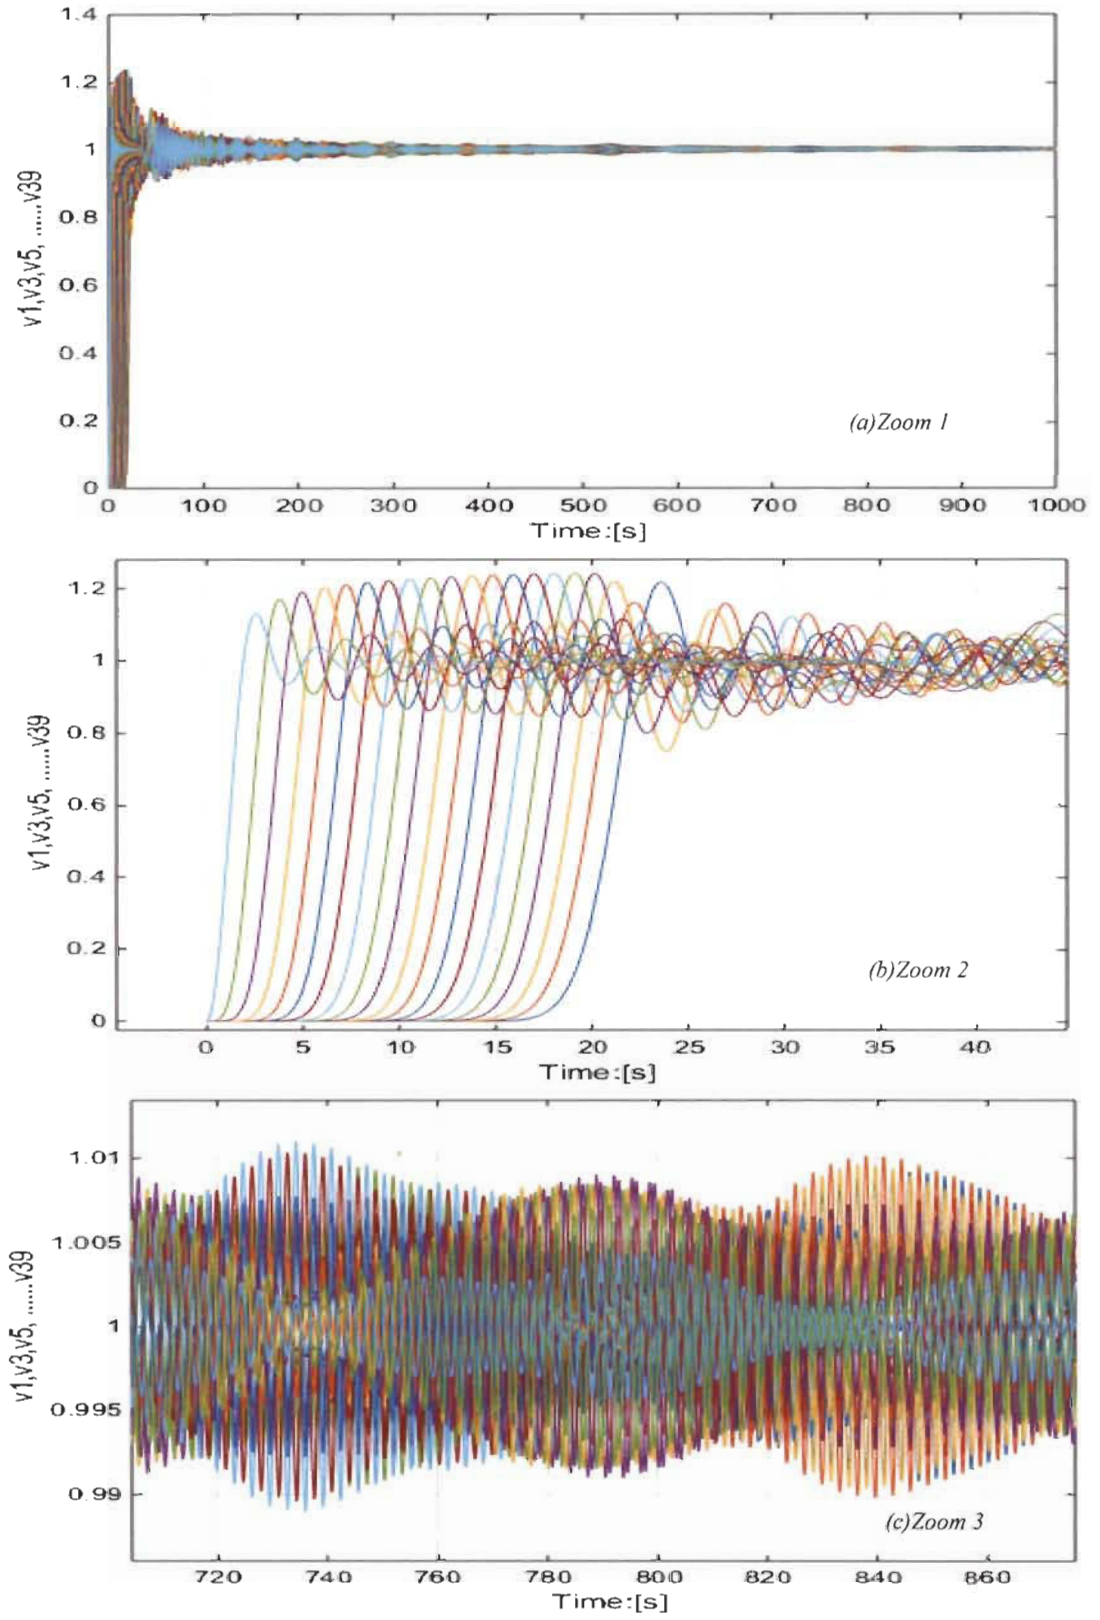 1.4
1.2
1
0.8
0.6
0.4
0.2
0
v1,v3,v5, ......v39
(a)Zoom 1
0 100 200 300 400 500 600 700 800 900 1000
Time:[s]
1.2
1
0.8
0.6
0.4
0.2
0
v1,v3,v5, ......v39
(b)Zoom 2
0 5 10 15 20 25 30 35 40
Time:[s]
1.01
1.005
1
0.995
0.99
v1,v3,v5, ......v39
(c)Zoom 3
720 740 760 780 800 820 840 860
Time:[s]